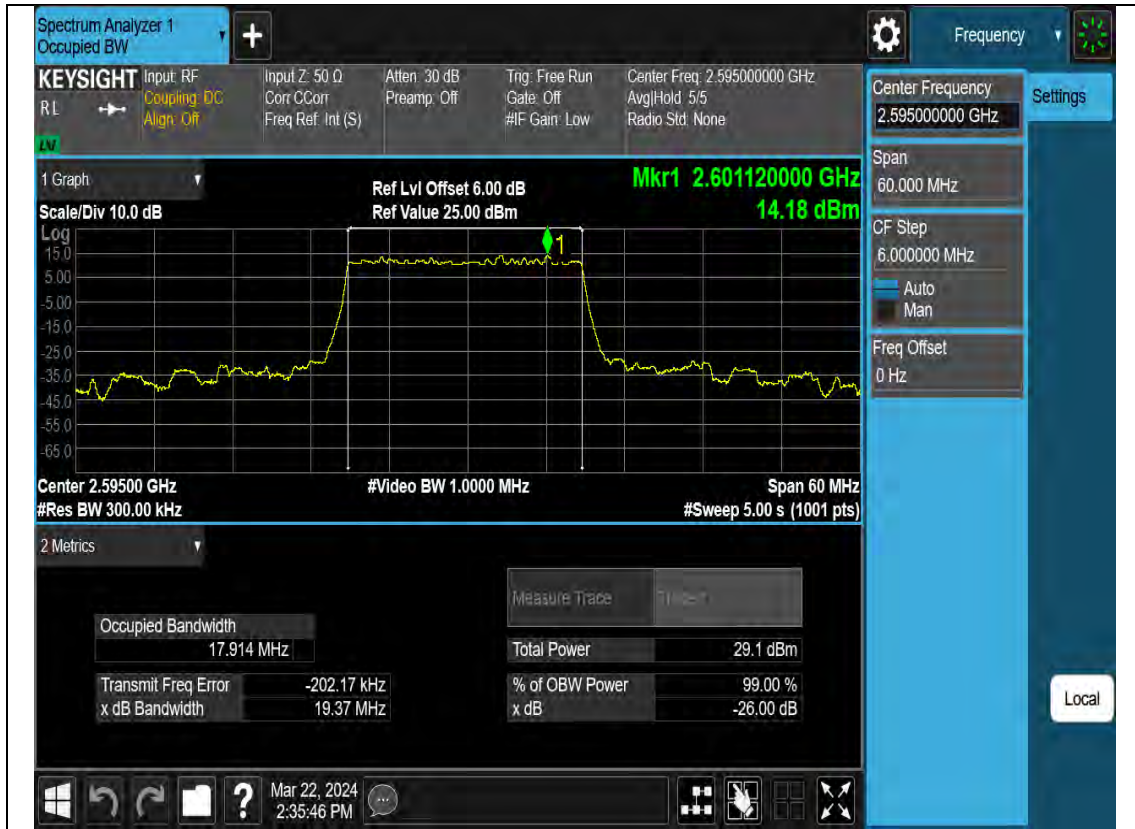 Spectrum Analyzer 1
Occupied BW
Frequency
KEYSIGHT
RL
LV
Input: RF
Coupling: DC
Align: Off
Input Z: 50 Ω
Corr CCorr
Freq Ref: Int (S)
Atten: 30 dB
Preamp: Off
Trig: Free Run
Gate: Off
#IF Gain: Low
Center Freq: 2.595000000 GHz
Avg|Hold: 5/5
Radio Std: None
1 Graph
Scale/Div 10.0 dB
Ref Lvl Offset 6.00 dB
Ref Value 25.00 dBm
Mkr1 2.601120000 GHz
14.18 dBm
Log
15.0
5.00
-5.00
-15.0
-25.0
-35.0
-45.0
-55.0
-65.0
1
Center 2.59500 GHz
#Video BW 1.0000 MHz
Span 60 MHz
#Res BW 300.00 kHz
#Sweep 5.00 s (1001 pts)
2 Metrics
Measure Trace
Occupied Bandwidth
17.914 MHz
Transmit Freq Error -202.17 kHz
x dB Bandwidth 19.37 MHz
Total Power 29.1 dBm
% of OBW Power 99.00 %
x dB -26.00 dB
Center Frequency
2.595000000 GHz
Span
60.000 MHz
CF Step
6.000000 MHz
Auto
Man
Freq Offset
0 Hz
Settings
Local
?
Mar 22, 2024
2:35:46 PM